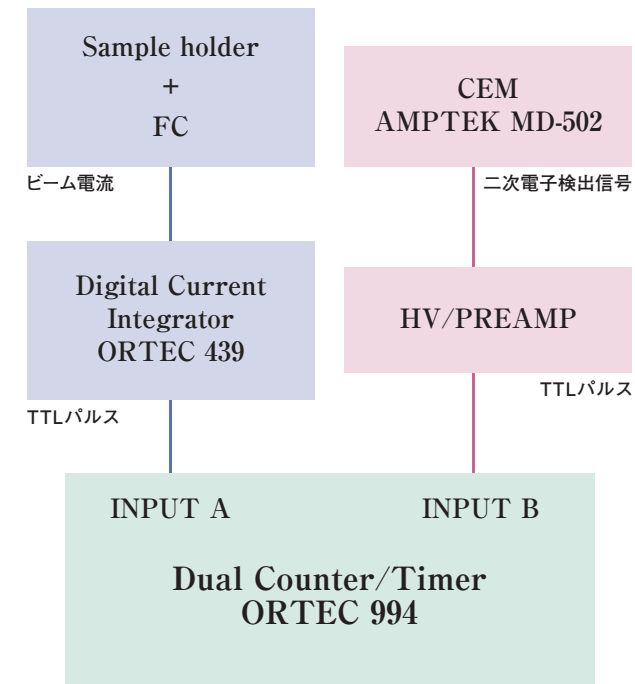 Sample holder
+
FC
CEM
AMPTEK MD-502
ビーム電流
二次電子検出信号
Digital Current
Integrator
ORTEC 439
HV/PREAMP
TTLパルス
TTLパルス
INPUT A
INPUT B
Dual Counter/Timer
ORTEC 994